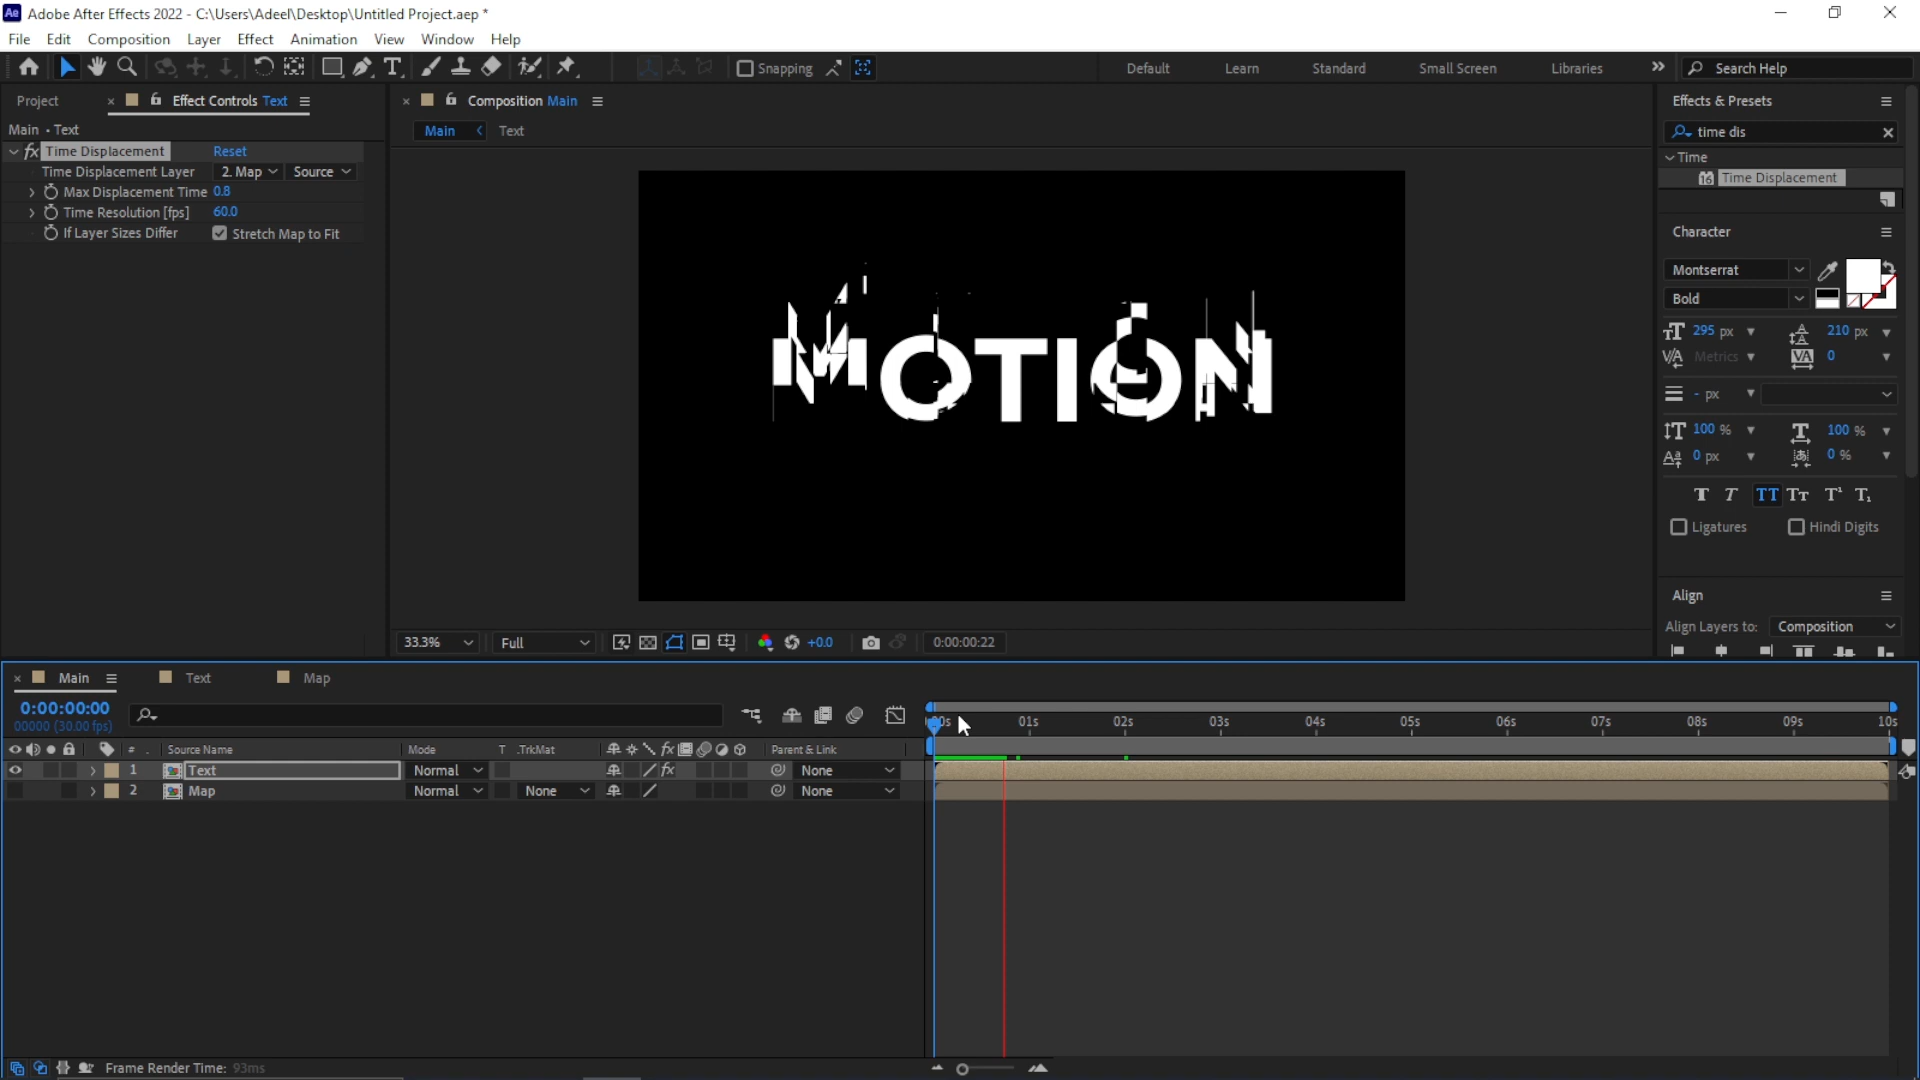 Adobe After Effects 2022 - C:\Users\Adeel\Desktop\Untitled Project.aep *
File Edit Composition Layer Effect Animation View Window Help
Snapping Default Learn Standard Small Screen Libraries Search Help
Project Effect Controls Text
Main • Text
Time Displacement Reset
Time Displacement Layer 2. Map Source
Max Displacement Time 0.8
Time Resolution [fps] 60.0
If Layer Sizes Differ Stretch Map to Fit
Composition Main
Main Text
MOTION
33.3% Full +0.0 0:00:00:22
Effects & Presets
time dis
Time
16 Time Displacement
Character
Montserrat
Bold
295 px 210 px
Metrics 0
- px
100 % 100 %
0 px 0 %
Ligatures Hindi Digits
Align
Align Layers to: Composition
Main Text Map
0:00:00:00
00000 (30.00 fps)
01s 02s 03s 04s 05s 06s 07s 08s 09s 10s
# Source Name Mode T .TrkMat Parent & Link
1 Text Normal None
2 Map Normal None None
Frame Render Time: 93ms